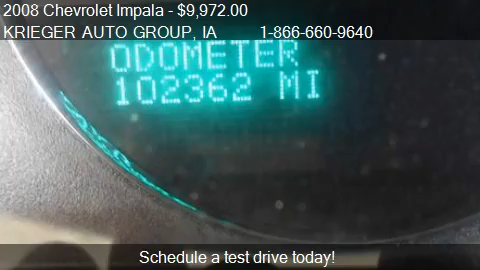 2008 Chevrolet Impala - $9,972.00
KRIEGER AUTO GROUP, IA 1-866-660-9640
ODOMETER
102362 MI
Schedule a test drive today!